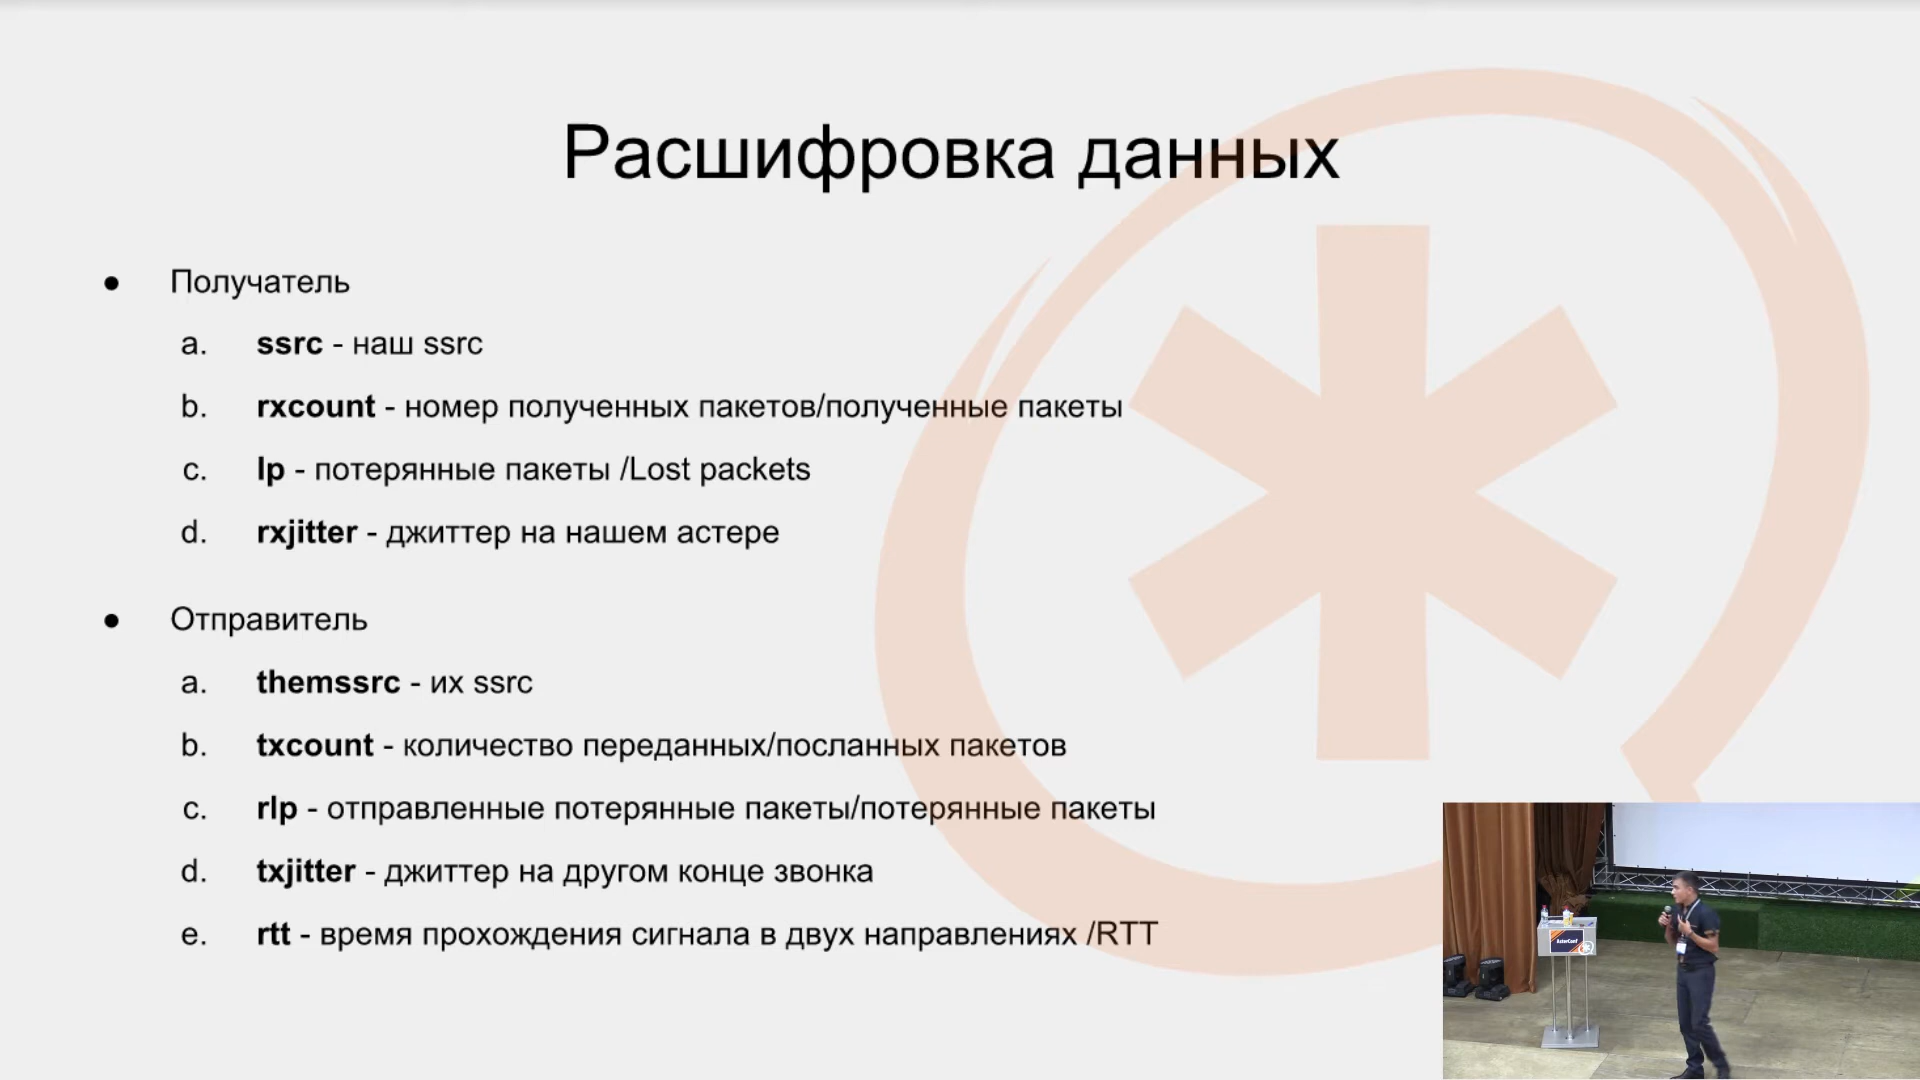 Расшифровка данных
● Получатель
a. ssrc - наш ssrc
b. rxcount - номер полученных пакетов/полученные пакеты
c. lp - потерянные пакеты /Lost packets
d. rxjitter - джиттер на нашем астере
● Отправитель
a. themssrc - их ssrc
b. txcount - количество переданных/посланных пакетов
c. rlp - отправленные потерянные пакеты/потерянные пакеты
d. txjitter - джиттер на другом конце звонка
e. rtt - время прохождения сигнала в двух направлениях /RTT
AsterConf